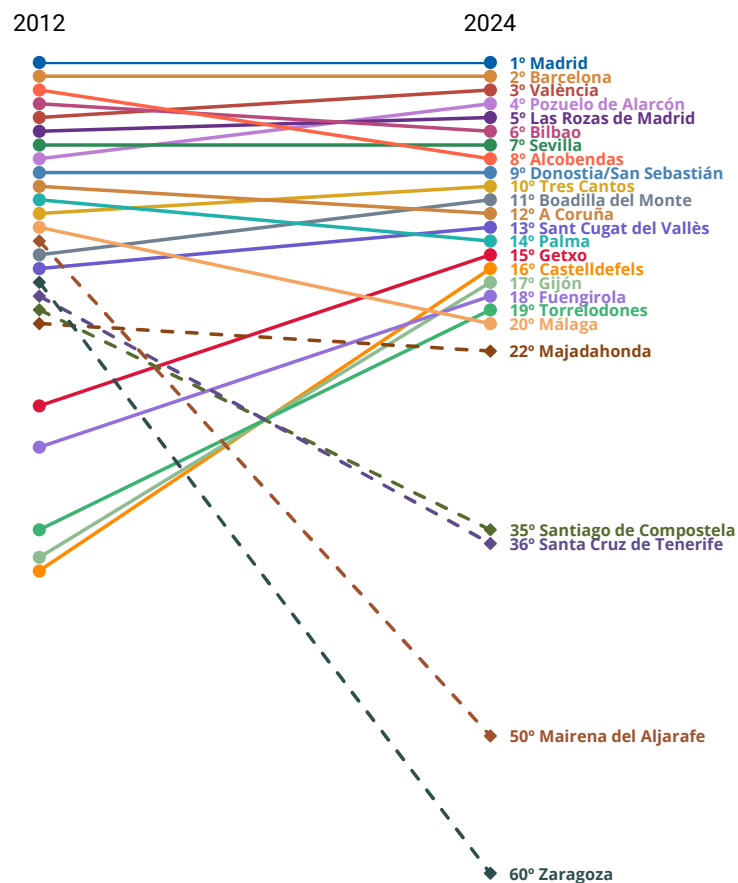 2012 2024
1º Madrid
2º Barcelona
3º València
4º Pozuelo de Alarcón
5º Las Rozas de Madrid
6º Bilbao
7º Sevilla
8º Alcobendas
9º Donostia/San Sebastián
10º Tres Cantos
11º Boadilla del Monte
12º A Coruña
13º Sant Cugat del Vallès
14º Palma
15º Getxo
16º Castelldefels
17º Gijón
18º Fuengirola
19º Torrelodones
20º Málaga
22º Majadahonda
35º Santiago de Compostela
36º Santa Cruz de Tenerife
50º Mairena del Aljarafe
60º Zaragoza